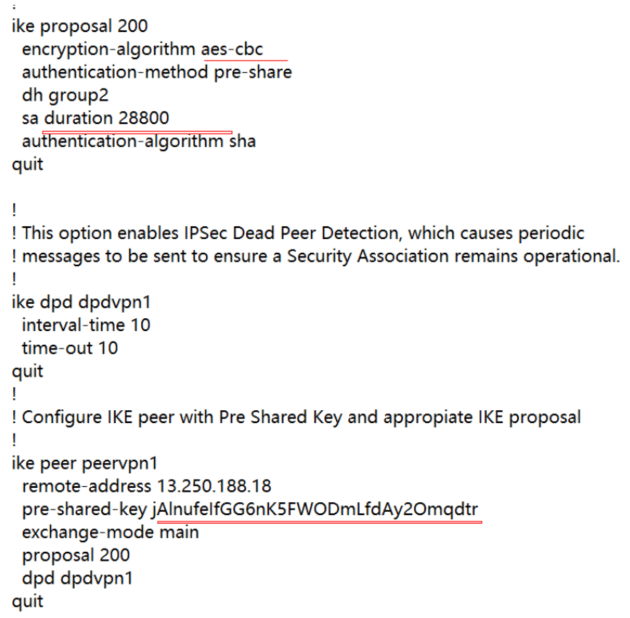 !
ike proposal 200
encryption-algorithm aes-cbc
authentication-method pre-share
dh group2
sa duration 28800
authentication-algorithm sha
quit
!
! This option enables IPSec Dead Peer Detection, which causes periodic
! messages to be sent to ensure a Security Association remains operational.
!
ike dpd dpdvpn1
interval-time 10
time-out 10
quit
!
! Configure IKE peer with Pre Shared Key and appropiate IKE proposal
!
ike peer peervpn1
remote-address 13.250.188.18
pre-shared-key jAlnufeIfGG6nK5FWODmLfdAy2Omqdtr
exchange-mode main
proposal 200
dpd dpdvpn1
quit